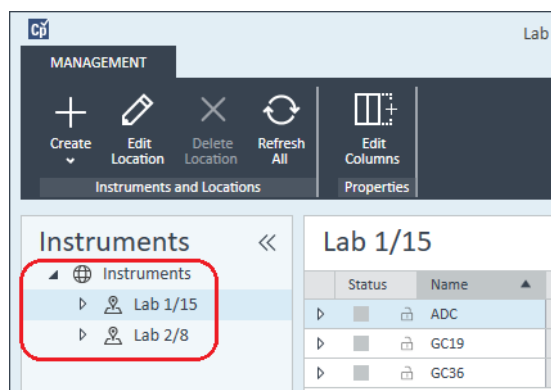 Cp
Lab
MANAGEMENT
Create
Edit
Location
Delete
Location
Refresh
All
Edit
Columns
Instruments and Locations
Properties
Instruments
Instruments
Lab 1/15
Lab 2/8
Lab 1/15
Status Name
ADC
GC19
GC36